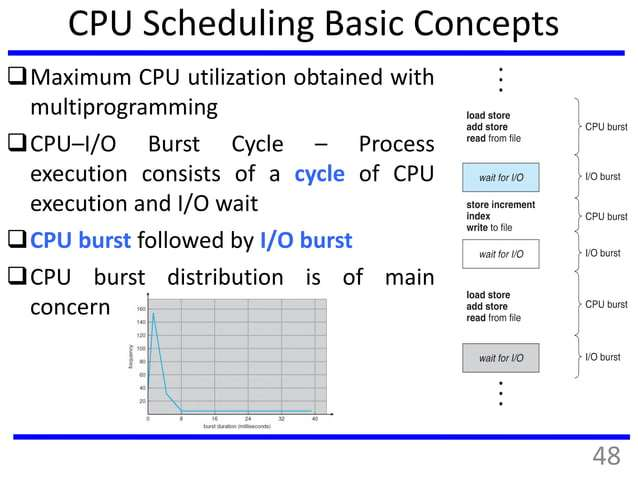 CPU Scheduling Basic Concepts
❑Maximum CPU utilization obtained with
multiprogramming
❑CPU–I/O Burst Cycle – Process
execution consists of a cycle of CPU
execution and I/O wait
❑CPU burst followed by I/O burst
❑CPU burst distribution is of main
concern
160
140
120
100
80
60
40
20
frequency
0 8 16 24 32 40
burst duration (milliseconds)
load store
add store
read from file
CPU burst
wait for I/O
I/O burst
store increment
index
write to file
CPU burst
wait for I/O
I/O burst
load store
add store
read from file
CPU burst
wait for I/O
I/O burst
48